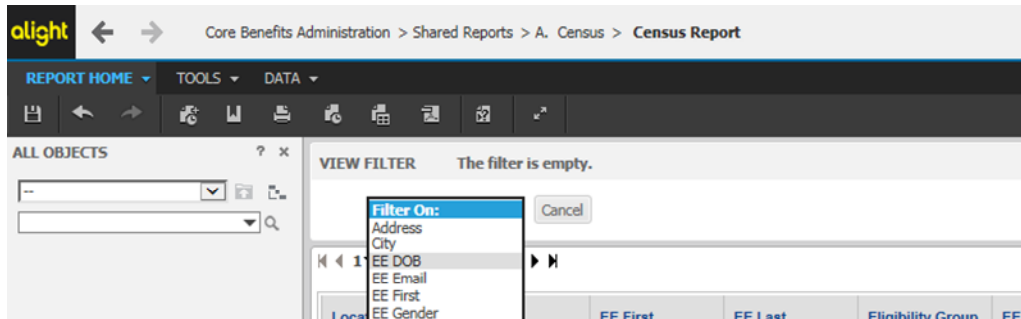 alight Core Benefits Administration > Shared Reports > A. Census > Census Report
REPORT HOME TOOLS DATA
ALL OBJECTS ? x
VIEW FILTER The filter is empty.
--
Filter On: Cancel
Address
City
1 EE DOB
EE Email
EE First
EE Gender
EE First EE Last Eligibility Group EE